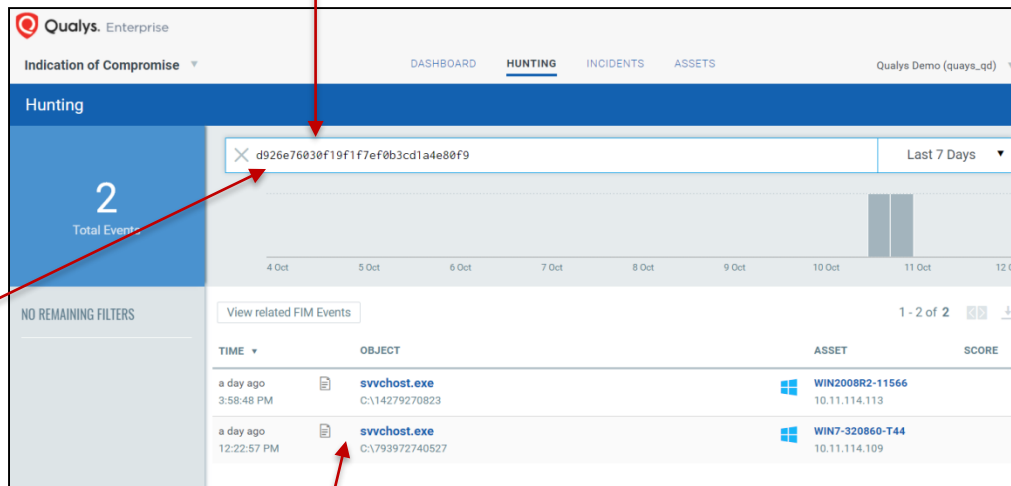 Qualys. Enterprise
Indication of Compromise
DASHBOARD HUNTING INCIDENTS ASSETS
Qualys Demo (quays_qd)
Hunting
d926e76030f19f1f7ef0b3cd1a4e80f9
Last 7 Days
2
Total Events
4 Oct 5 Oct 6 Oct 7 Oct 8 Oct 9 Oct 10 Oct 11 Oct 12
NO REMAINING FILTERS
View related FIM Events
1 - 2 of 2
TIME OBJECT ASSET SCORE
a day ago svvchost.exe WIN2008R2-11566
3:58:48 PM C:\14279270823 10.11.114.113
a day ago svvchost.exe WIN7-320860-T44
12:22:57 PM C:\793972740527 10.11.114.109